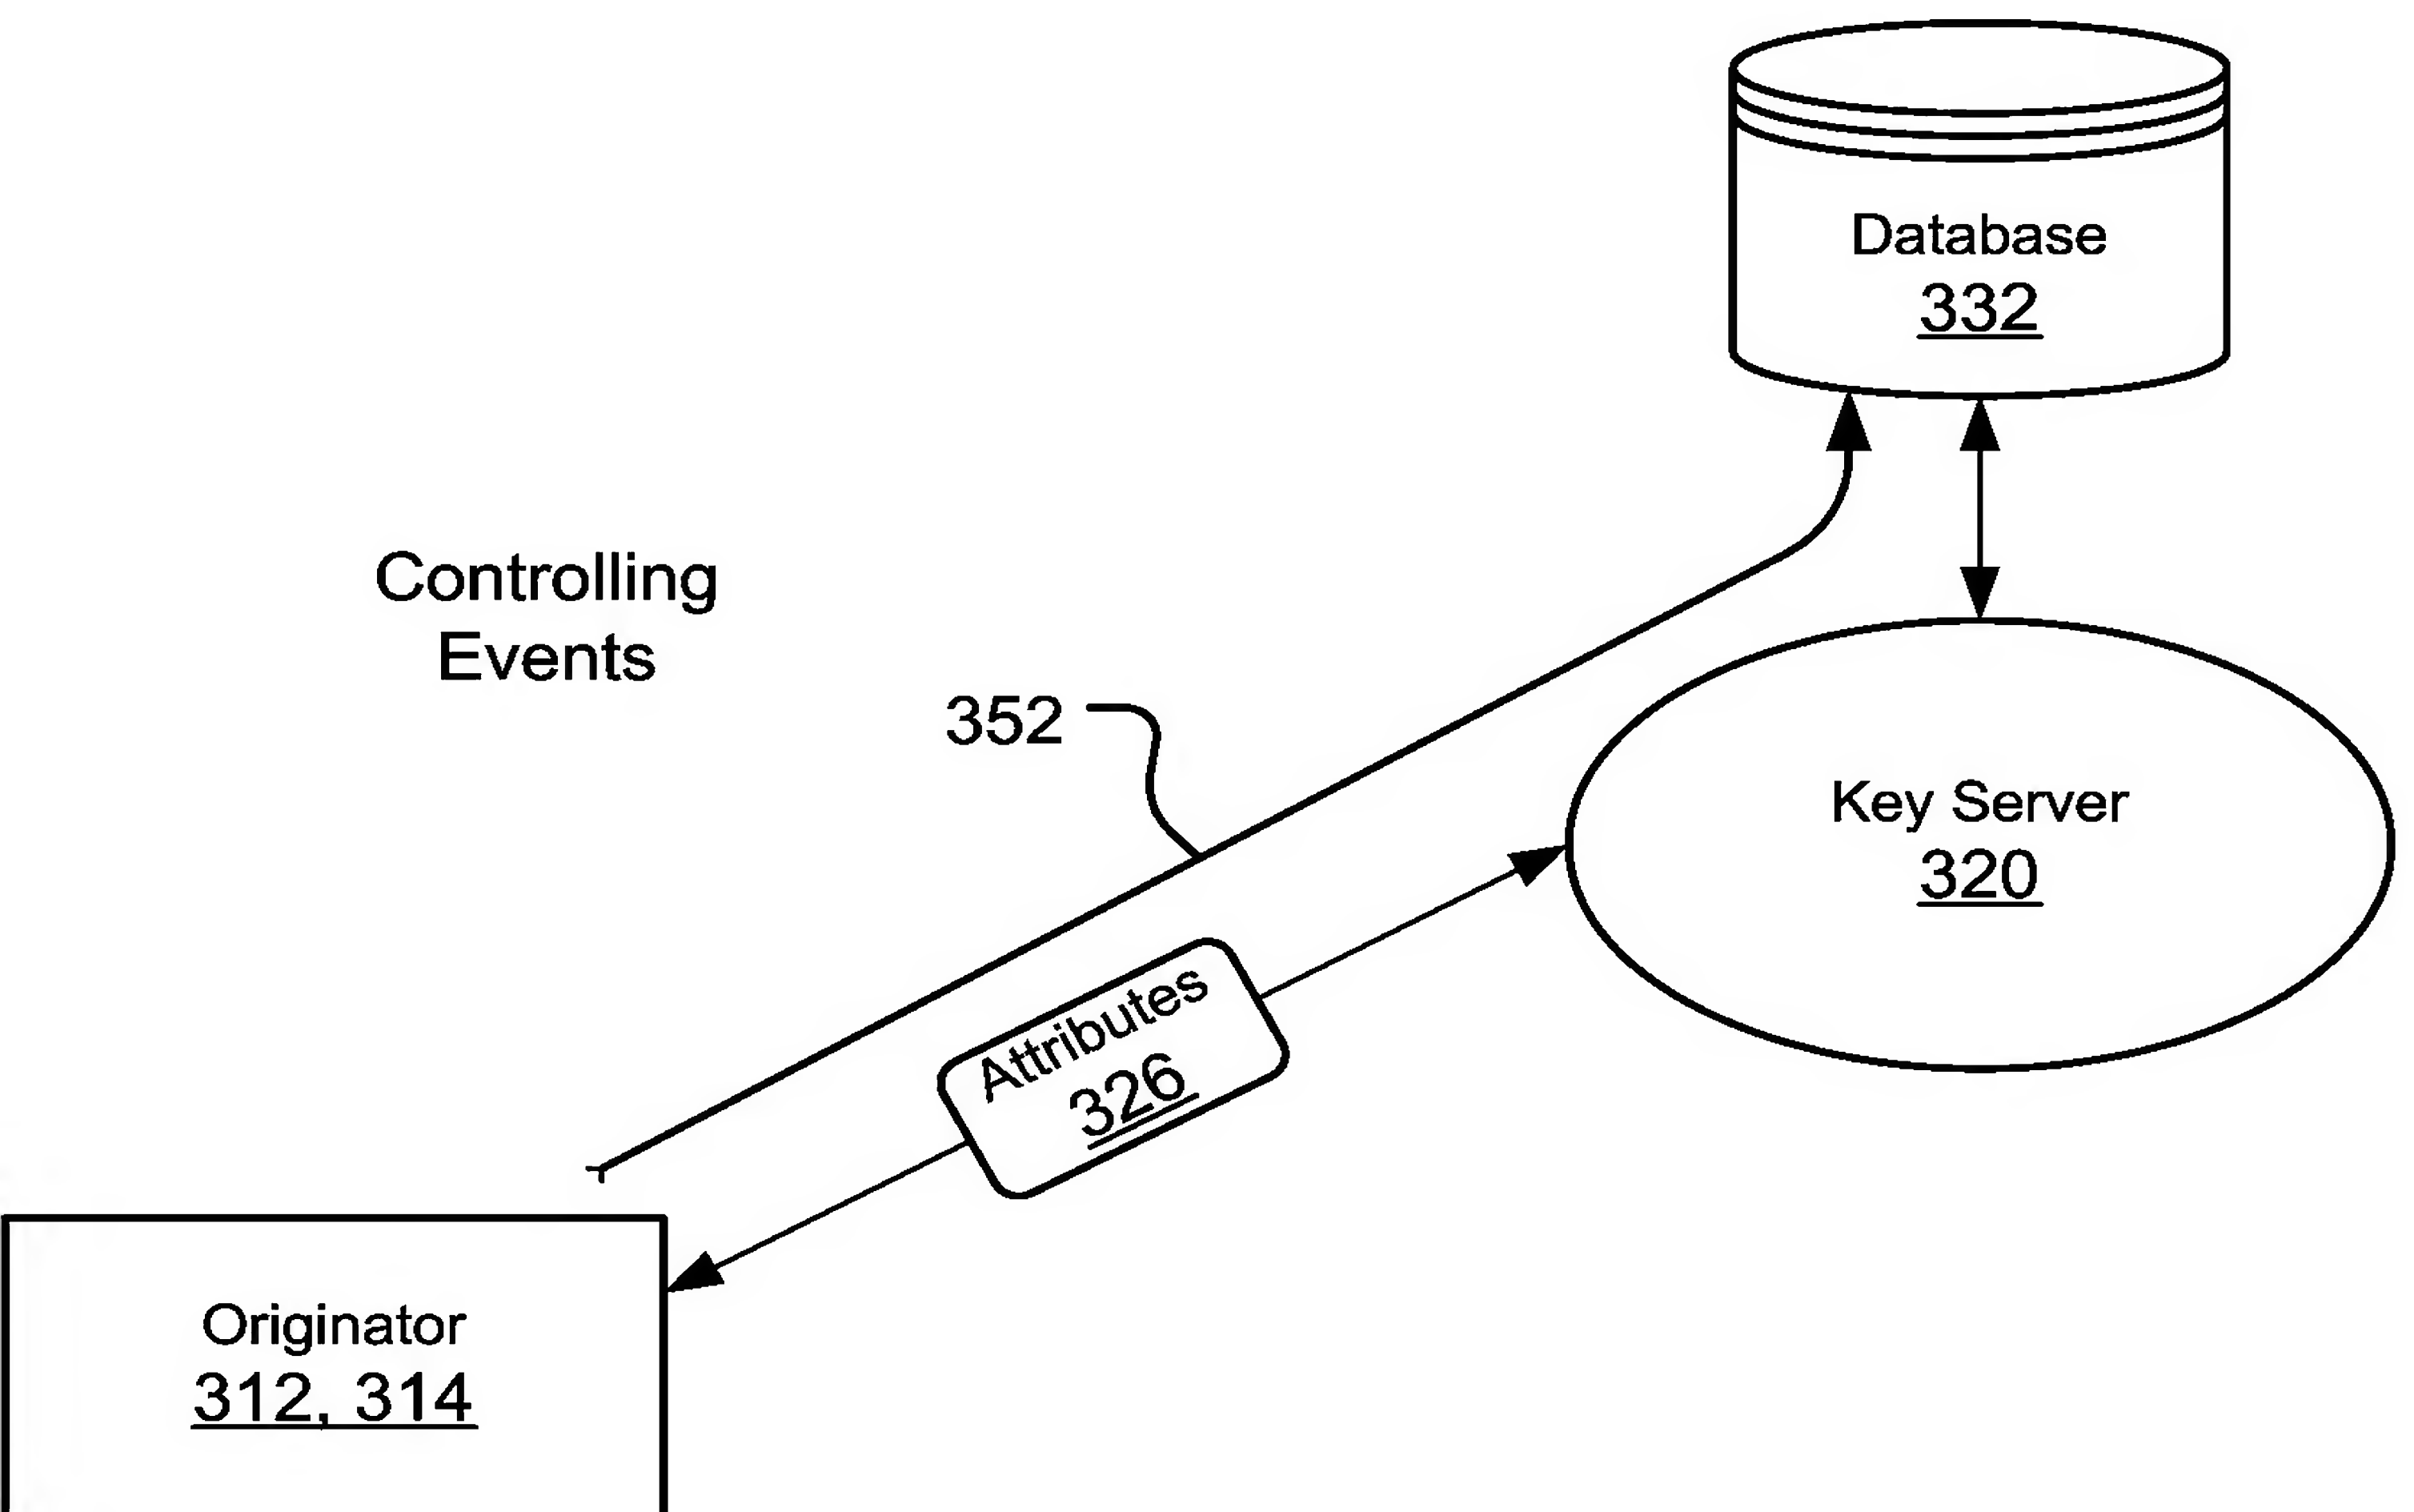 Database
332
Controlling
Events
352
Key Server
320
Attributes
326
Originator
312, 314